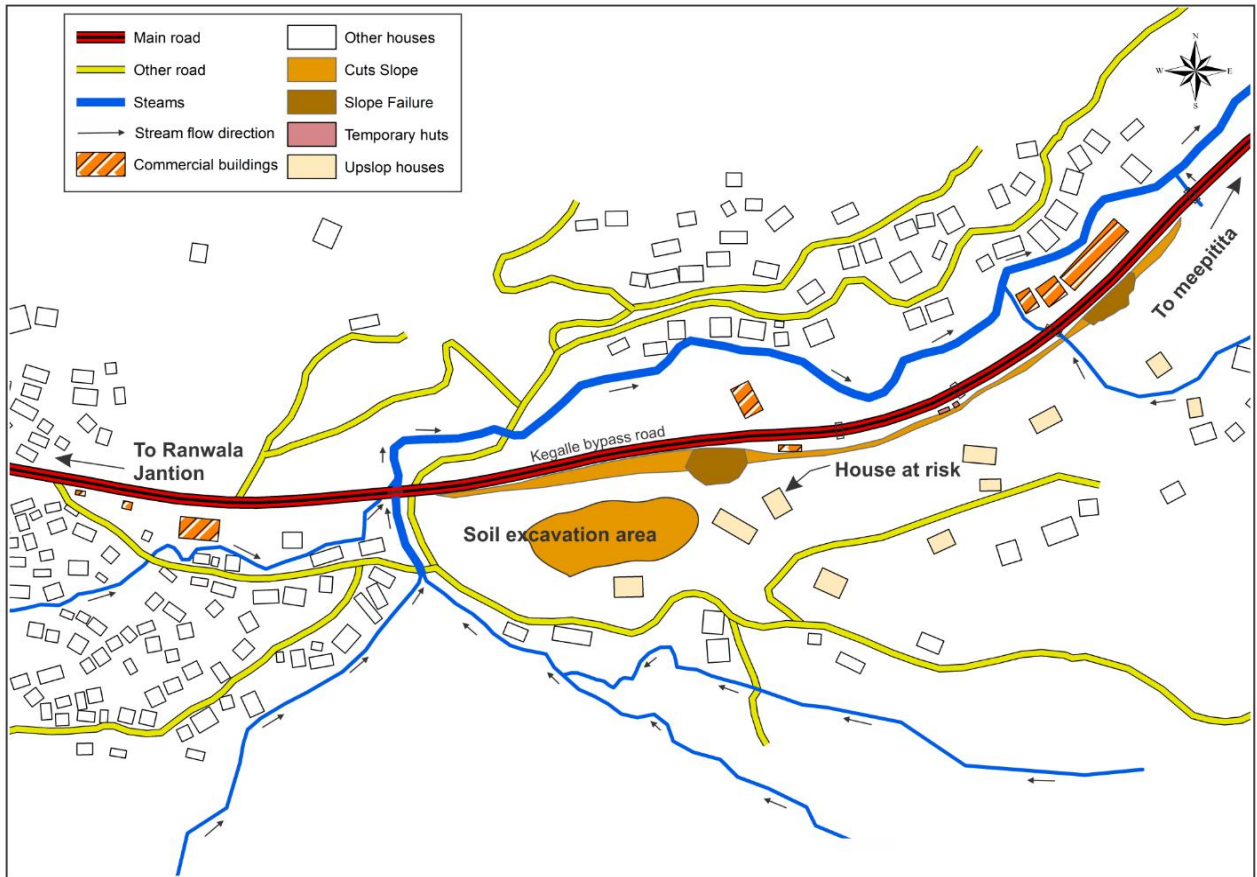 Main road
Other road
Steams
Stream flow direction
Commercial buildings
Other houses
Cuts Slope
Slope Failure
Temporary huts
Upslop houses
N
W
E
S
To meepitita
Kegalle bypass road
To Ranwala
Jantion
House at risk
Soil excavation area